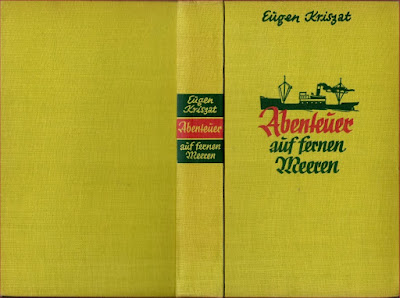 Eugen
Kriszat
Abenteuer
auf fernen
Meeren
Eugen Kriszat
Abenteuer
auf fernen
Meeren